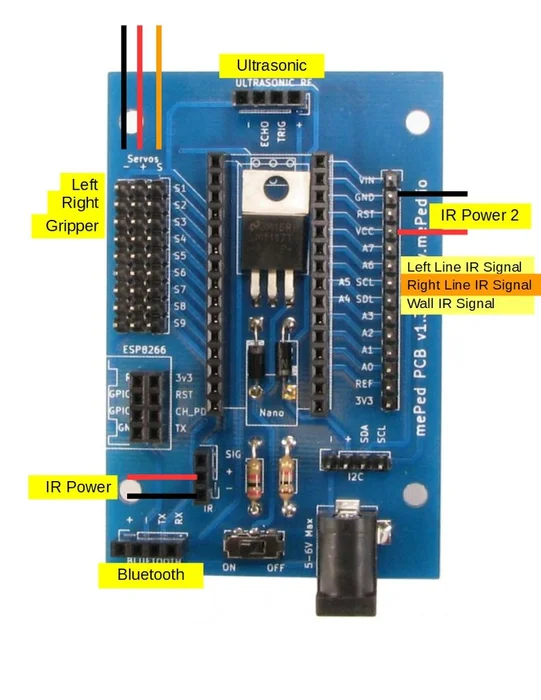 Ultrasonic
ULTRASONIC RF
- ECHO TRIG +
Servos
- + S
Left
Right
Gripper
S1
S2
S3
S4
S5
S6
S7
S8
S9
VIN
GND
RST
VCC
A7
A6
A5 SCL
A4 SDL
A3
A2
A1
A0
REF
3V3
IR Power 2
Left Line IR Signal
Right Line IR Signal
Wall IR Signal
mePed PCB
ESP8266
3v3
RST
CH_PD
TX
GPIO
GPIO
Nano
SIG
+
-
IR
IR Power
- + SDA SCL
I2C
+ - TX RX
BLUETOOTH
Bluetooth
ON OFF
5-6V Max